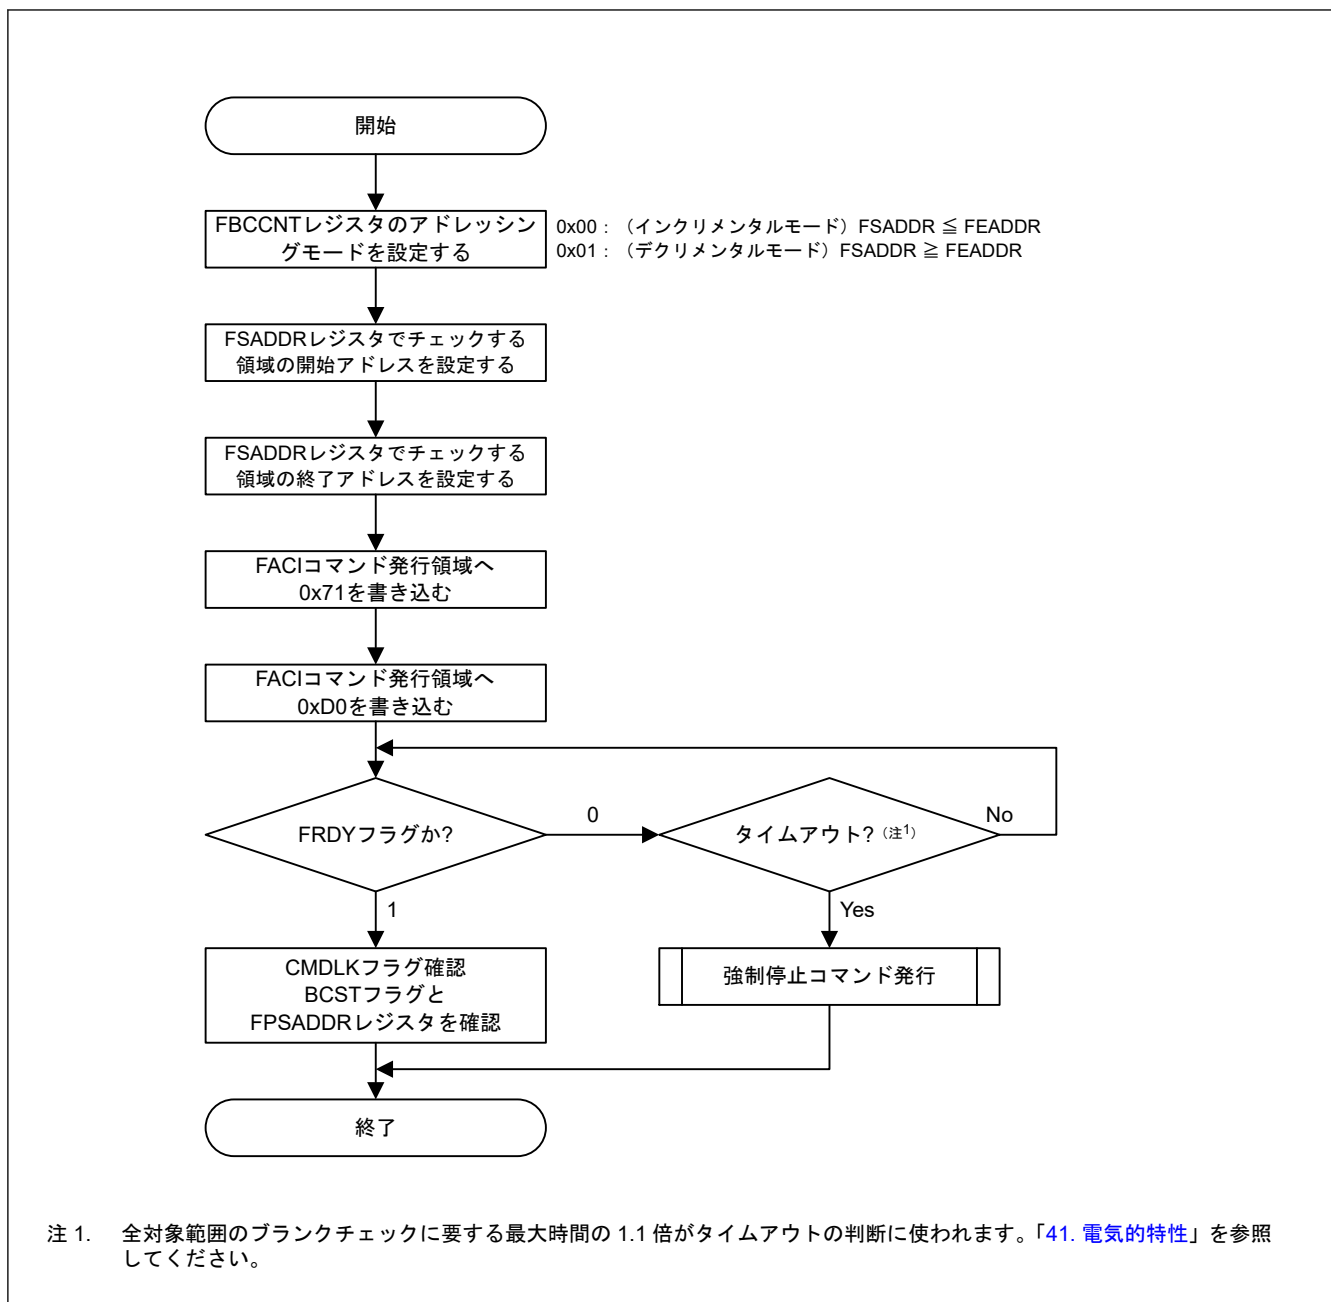 開始
FBCCNTレジスタのアドレッシン
グモードを設定する
0x00：（インクリメンタルモード）FSADDR ≦ FEADDR
0x01：（デクリメンタルモード）FSADDR ≧ FEADDR
FSADDRレジスタでチェックする
領域の開始アドレスを設定する
FSADDRレジスタでチェックする
領域の終了アドレスを設定する
FACIコマンド発行領域へ
0x71を書き込む
FACIコマンド発行領域へ
0xD0を書き込む
FRDYフラグか?
0
タイムアウト?（注1）
No
1
Yes
CMDLKフラグ確認
BCSTフラグと
FPSADDRレジスタを確認
強制停止コマンド発行
終了
注 1. 全対象範囲のブランクチェックに要する最大時間の 1.1 倍がタイムアウトの判断に使われます。「41. 電気的特性」を参照
してください。